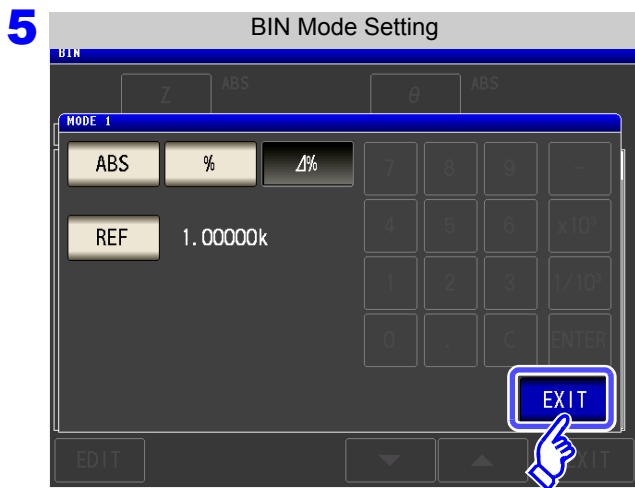 5
BIN Mode Setting
BIN
Z ABS θ ABS
MODE 1
ABS % Δ% 7 8 9 -
REF 1.00000k 4 5 6 x10³
1 2 3 1/10³
0 . C ENTER
EXIT
EDIT EXIT